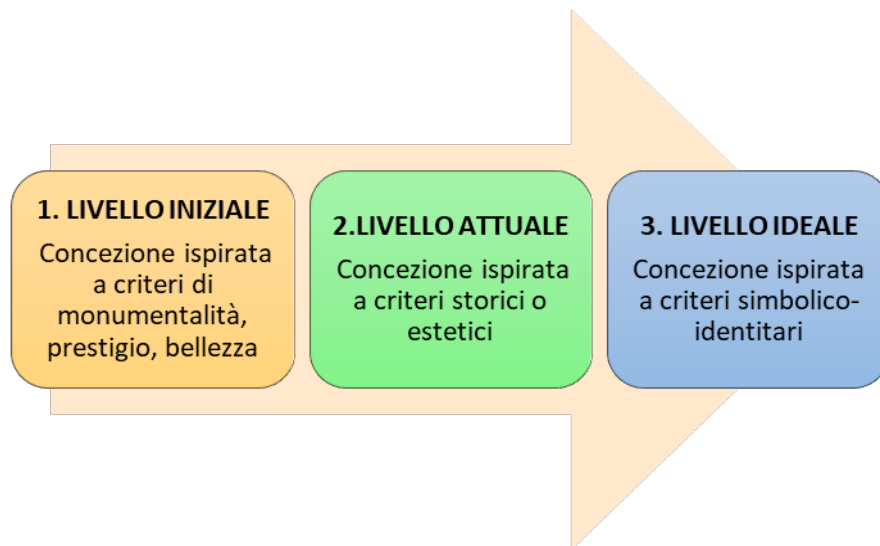 1. LIVELLO INIZIALE
Concezione ispirata
a criteri di
monumentalità,
prestigio, bellezza
2.LIVELLO ATTUALE
Concezione ispirata
a criteri storici o
estetici
3. LIVELLO IDEALE
Concezione ispirata
a criteri simbolico-
identitari